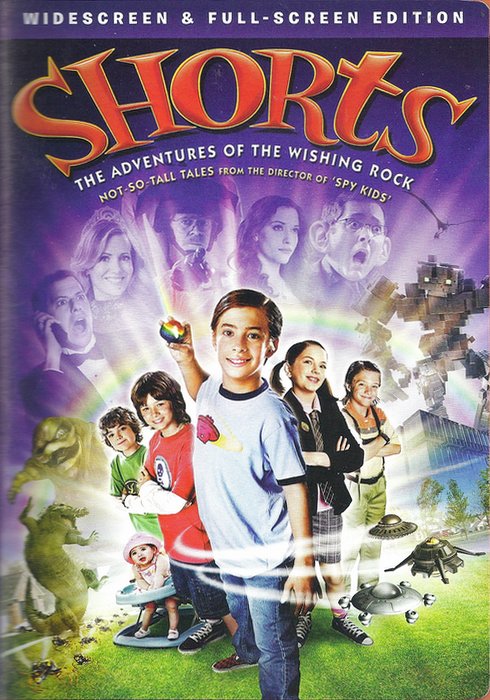 WIDESCREEN & FULL-SCREEN EDITION
SHORTS
THE ADVENTURES OF THE WISHING ROCK
NOT-SO-TALL TALES FROM THE DIRECTOR OF 'SPY KIDS'